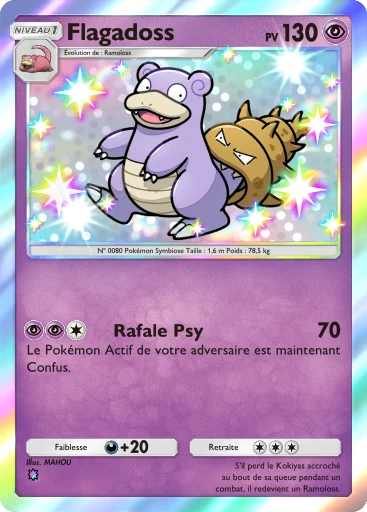 NIVEAU 1
Flagadoss
PV 130
Évolution de : Ramoloss
N° 0080 Pokémon Symbiose Taille : 1,6 m Poids : 78,5 kg
Rafale Psy 70
Le Pokémon Actif de votre adversaire est maintenant
Confus.
Faiblesse +20
Retraite
Illus. MAHOU
S'il perd le Kokiyas accroché
au bout de sa queue pendant un
combat, il redevient un Ramoloss.